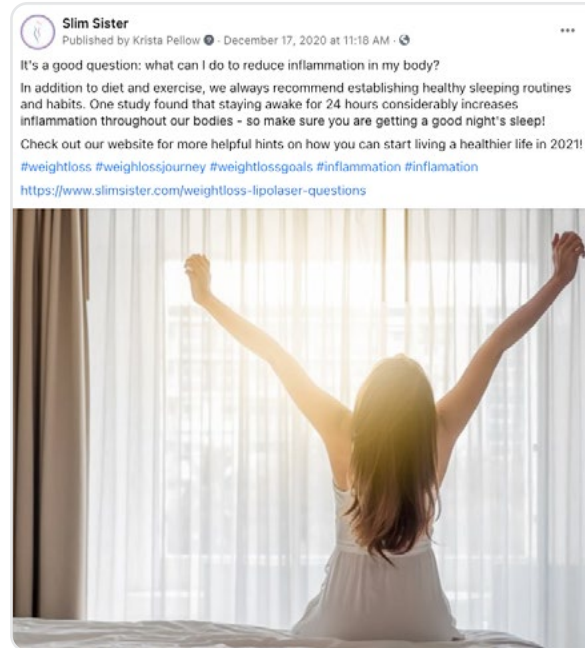 Slim Sister
Published by Krista Pellow · December 17, 2020 at 11:18 AM ·
It's a good question: what can I do to reduce inflammation in my body?
In addition to diet and exercise, we always recommend establishing healthy sleeping routines
and habits. One study found that staying awake for 24 hours considerably increases
inflammation throughout our bodies - so make sure you are getting a good night's sleep!
Check out our website for more helpful hints on how you can start living a healthier life in 2021!
#weightloss #weighlossjourney #weightlossgoals #inflammation #inflamation
https://www.slimsister.com/weightloss-lipolaser-questions